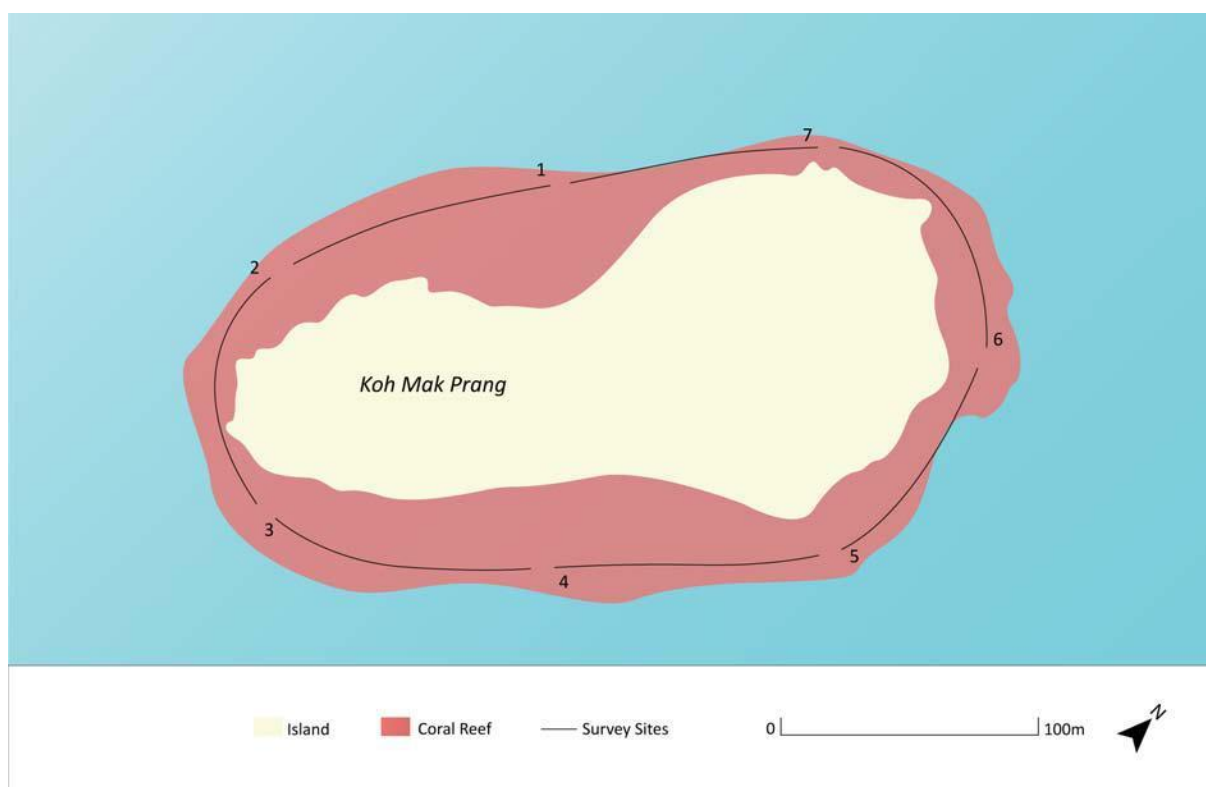 7
1
2
6
Koh Mak Prang
3
5
4
Island
Coral Reef
Survey Sites
0
100m
N